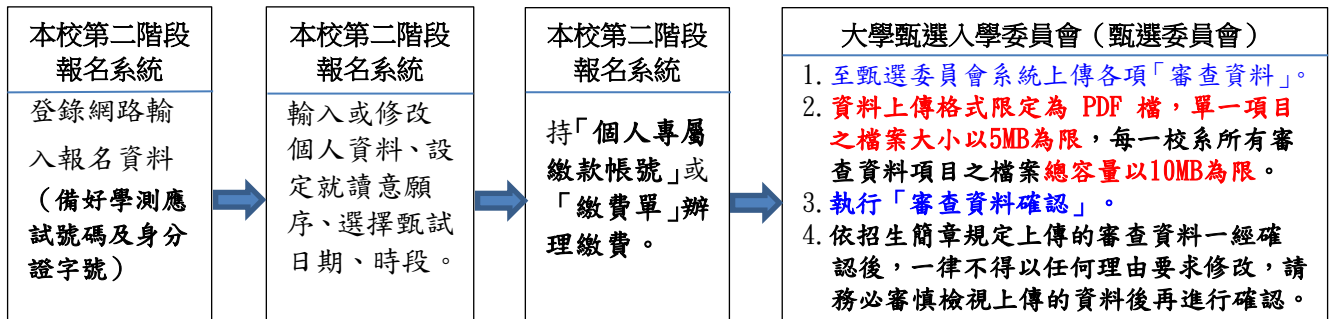 本校第二階段
報名系統
登錄網路輸
入報名資料
（備好學測應
試號碼及身分
證字號）
本校第二階段
報名系統
輸入或修改
個人資料、設
定就讀意願
序、選擇甄試
日期、時段。
本校第二階段
報名系統
持「個人專屬
繳款帳號」或
「繳費單」辦
理繳費。
大學甄選入學委員會（甄選委員會）
1. 至甄選委員會系統上傳各項「審查資料」。
2. 資料上傳格式限定為 PDF 檔，單一項目
之檔案大小以5MB為限，每一校系所有審
查資料項目之檔案總容量以10MB為限。
3. 執行「審查資料確認」。
4. 依招生簡章規定上傳的審查資料一經確
認後，一律不得以任何理由要求修改，請
務必審慎檢視上傳的資料後再進行確認。